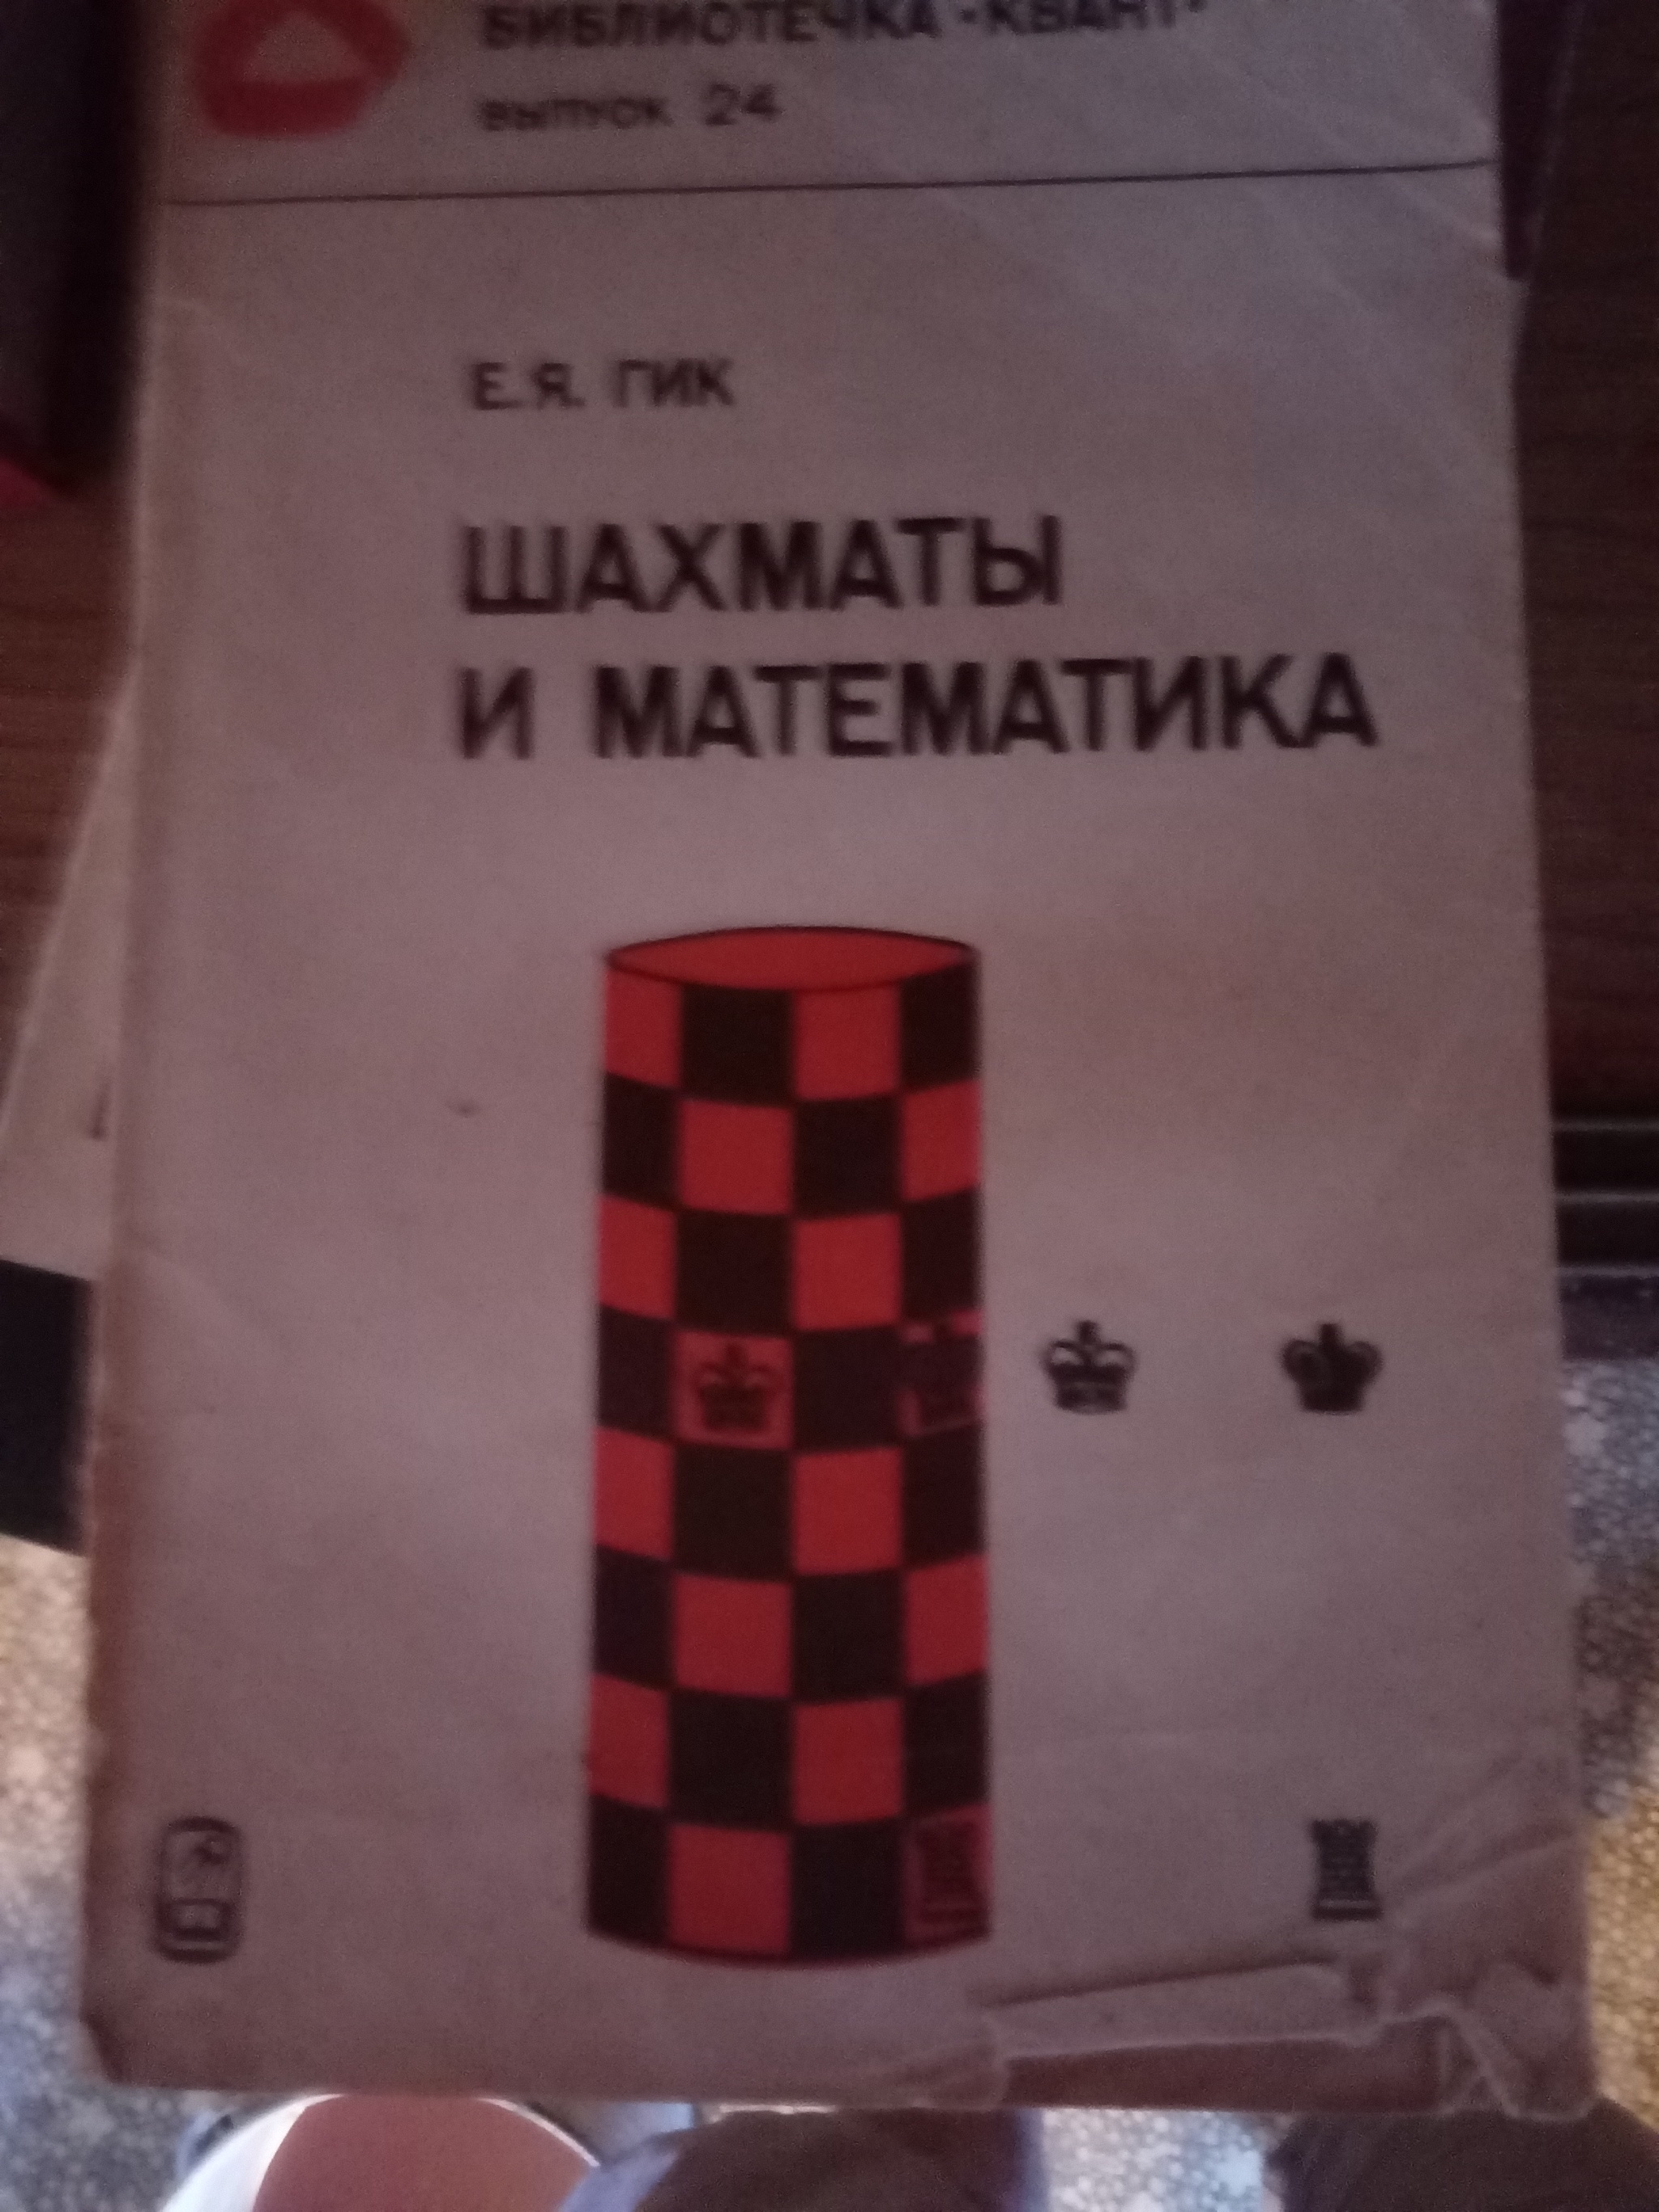 БИБЛИОТЕЧКА «КВАНТ»
выпуск 24
Е.Я. ГИК
ШАХМАТЫ
И МАТЕМАТИКА